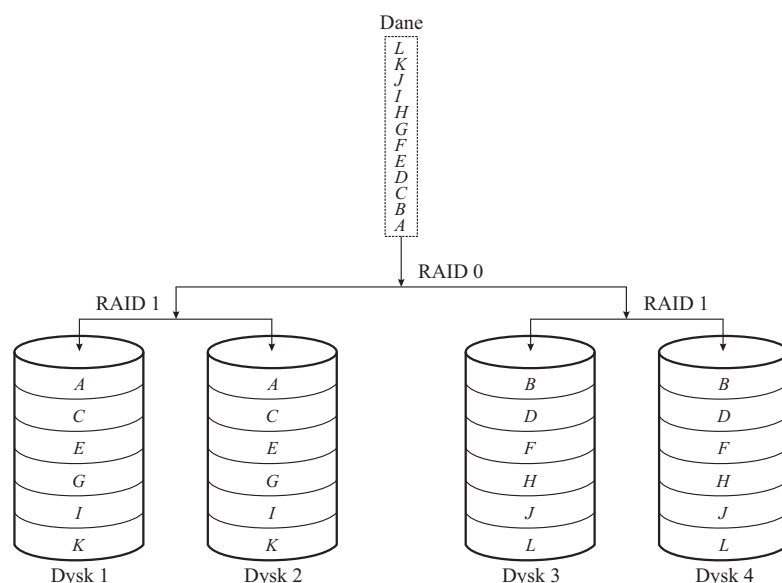 Dane
L
K
J
I
H
G
F
E
D
C
B
A
RAID 0
RAID 1 RAID 1
A A B B
C C D D
E E F F
G G H H
I I J J
K K L L
Dysk 1 Dysk 2 Dysk 3 Dysk 4